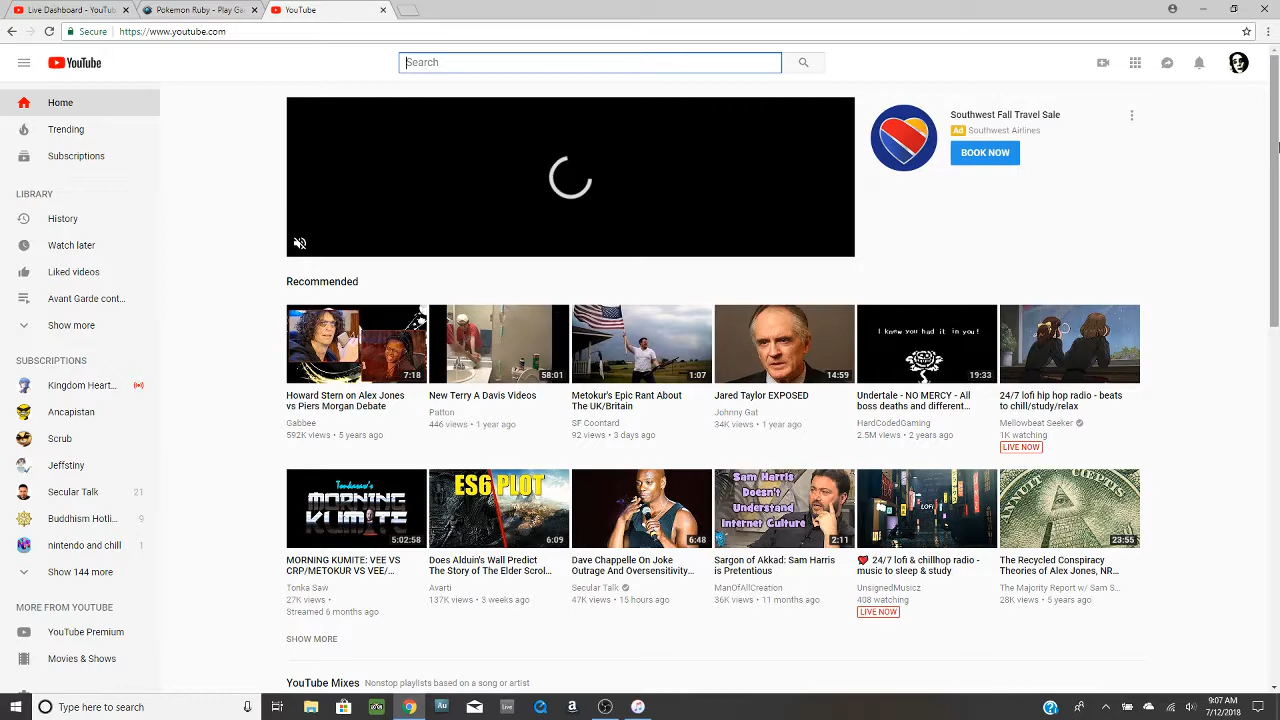 Live Dashboard - YouTub
Pokemon Ruby - Play Ga
YouTube
Secure
https://www.youtube.com
YouTube
Search
Home
Trending
Subscriptions
LIBRARY
History
Watch later
Liked videos
Avant Garde cont...
Show more
SUBSCRIPTIONS
Kingdom Heart...
Ancapistan
Scrub
Jeffstiny
Secular Talk 21
Buddhism Hotli... 9
nintendo and chill 1
Show 144 more
MORE FROM YOUTUBE
YouTube Premium
Movies & Shows
Southwest Fall Travel Sale
Ad Southwest Airlines
BOOK NOW
Recommended
7:18
Howard Stern on Alex Jones
vs Piers Morgan Debate
Gabbee
592K views • 5 years ago
58:01
New Terry A Davis Videos
Patton
446 views • 1 year ago
1:07
Metokur's Epic Rant About
The UK/Britain
SF Coontard
92 views • 3 days ago
14:59
Jared Taylor EXPOSED
Johnny Gat
34K views • 1 year ago
I knew you had it in you!
19:33
Undertale - NO MERCY - All
boss deaths and different...
HardCodedGaming
2.5M views • 2 years ago
24/7 lofi hip hop radio - beats
to chill/study/relax
Mellowbeat Seeker
1K watching
LIVE NOW
Tonkasaw's
MORNING
KUMITE
5:02:58
MORNING KUMITE: VEE VS
CRP/METOKUR VS VEE/...
Tonka Saw
27K views •
Streamed 6 months ago
ES6 PLOT
6:09
Does Alduin's Wall Predict
The Story of The Elder Scrol...
Avarti
137K views • 3 weeks ago
6:48
Dave Chappelle On Joke
Outrage And Oversensitivity...
Secular Talk
47K views • 15 hours ago
Sam Harris
Doesn't
Understand
Internet Culture
2:11
Sargon of Akkad: Sam Harris
is Pretentious
ManOfAllCreation
36K views • 11 months ago
LOFI
24/7 lofi & chillhop radio -
music to sleep & study
UnsignedMusicz
408 watching
LIVE NOW
ANNUIT COEPTIS
23:55
The Recycled Conspiracy
Theories of Alex Jones, NR...
The Majority Report w/ Sam S...
28K views • 5 years ago
SHOW MORE
YouTube Mixes Nonstop playlists based on a song or artist
Type here to search
Au
Live
9:07 AM
7/12/2018